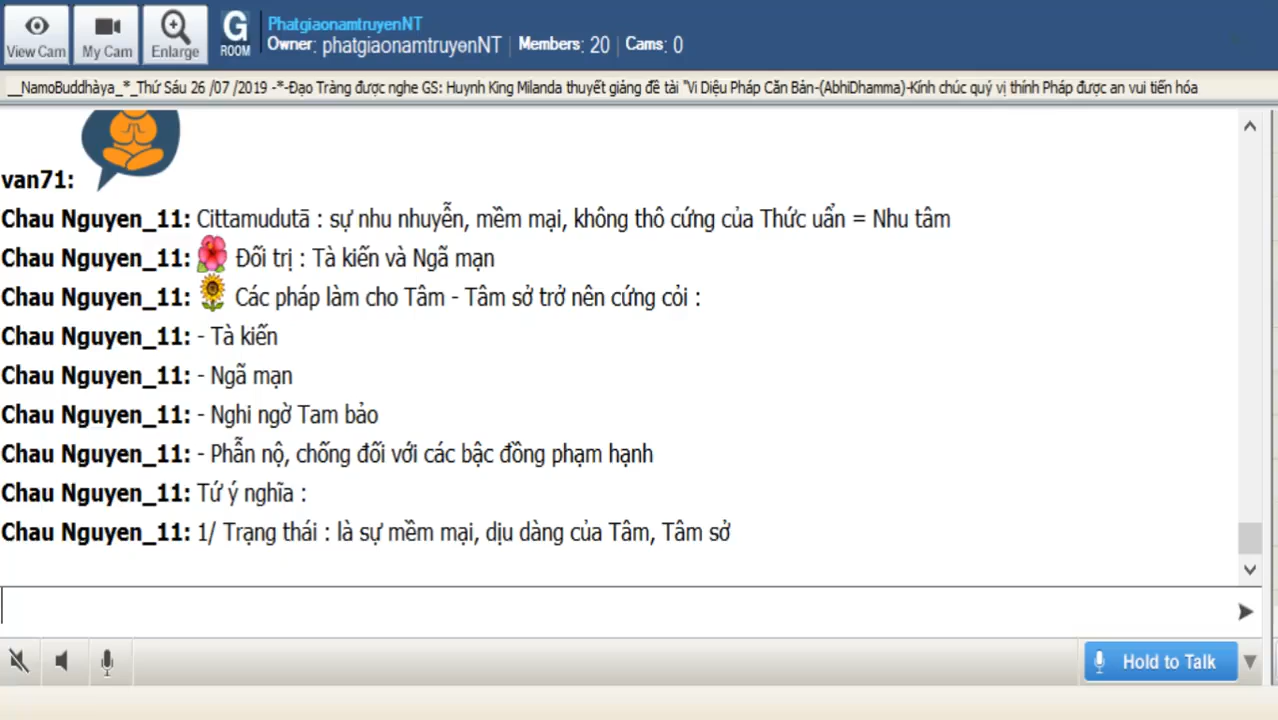 PhatgiaonamtruyenNT
View Cam My Cam Enlarge G ROOM Owner: phatgiaonamtruyenNT | Members: 20 | Cams: 0
__NamoBuddhàya_*_Thứ Sáu 26 /07 /2019 -*-Đạo Tràng được nghe GS: Huynh King Milanda thuyết giảng đề tài "Vi Diệu Pháp Căn Bản-(AbhiDhamma)-Kính chúc quý vị thính Pháp được an vui tiến hóa
van71:
Chau Nguyen_11: Cittamudutā : sự nhu nhuyễn, mềm mại, không thô cứng của Thức uẩn = Nhu tâm
Chau Nguyen_11: Đối trị : Tà kiến và Ngã mạn
Chau Nguyen_11: Các pháp làm cho Tâm - Tâm sở trở nên cứng cỏi :
Chau Nguyen_11: - Tà kiến
Chau Nguyen_11: - Ngã mạn
Chau Nguyen_11: - Nghi ngờ Tam bảo
Chau Nguyen_11: - Phẫn nộ, chống đối với các bậc đồng phạm hạnh
Chau Nguyen_11: Tứ ý nghĩa :
Chau Nguyen_11: 1/ Trạng thái : là sự mềm mại, dịu dàng của Tâm, Tâm sở
Hold to Talk